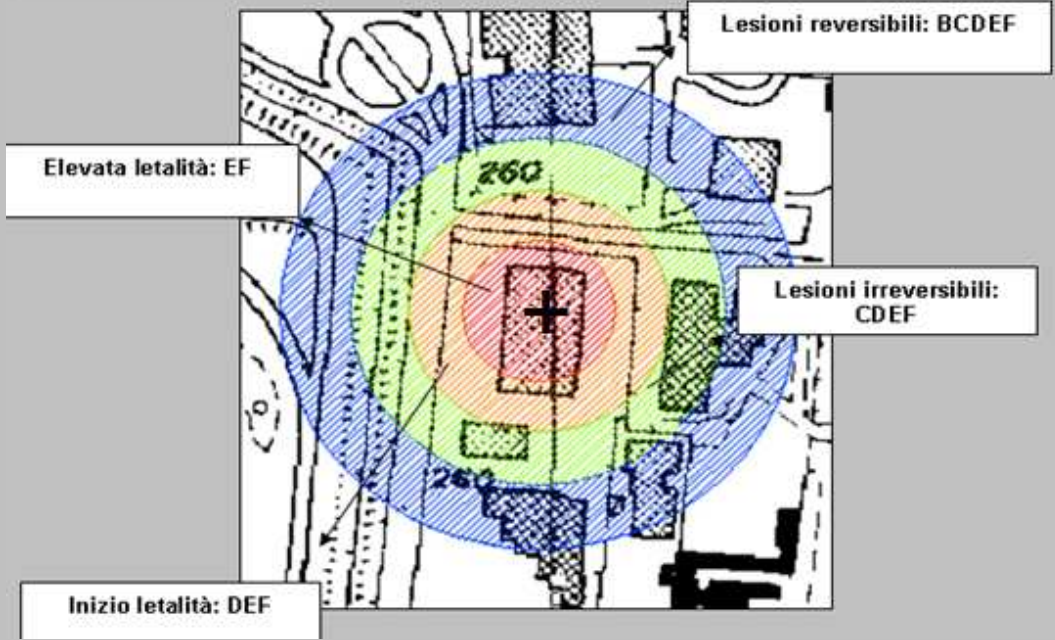 Lesioni reversibili: BCDEF
Elevata letalità: EF
260
Lesioni irreversibili:
CDEF
260
Inizio letalità: DEF